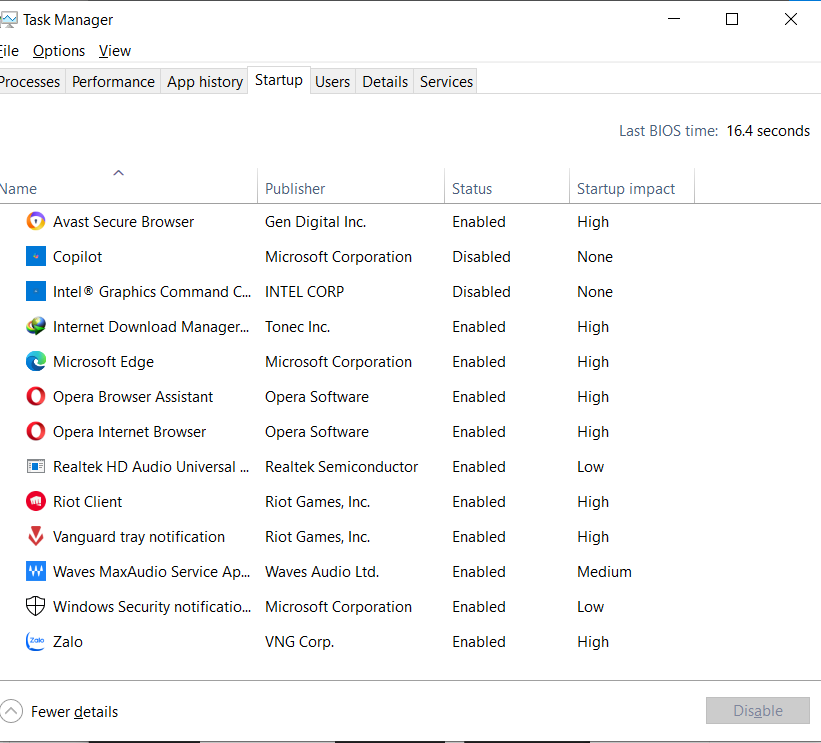 Task Manager
File Options View
Processes Performance App history Startup Users Details Services
Last BIOS time: 16.4 seconds
Name Publisher Status Startup impact
Avast Secure Browser Gen Digital Inc. Enabled High
Copilot Microsoft Corporation Disabled None
Intel® Graphics Command C... INTEL CORP Disabled None
Internet Download Manager... Tonec Inc. Enabled High
Microsoft Edge Microsoft Corporation Enabled High
Opera Browser Assistant Opera Software Enabled High
Opera Internet Browser Opera Software Enabled High
Realtek HD Audio Universal ... Realtek Semiconductor Enabled Low
Riot Client Riot Games, Inc. Enabled High
Vanguard tray notification Riot Games, Inc. Enabled High
Waves MaxAudio Service Ap... Waves Audio Ltd. Enabled Medium
Windows Security notificatio... Microsoft Corporation Enabled Low
Zalo Zalo VNG Corp. Enabled High
Fewer details Disable